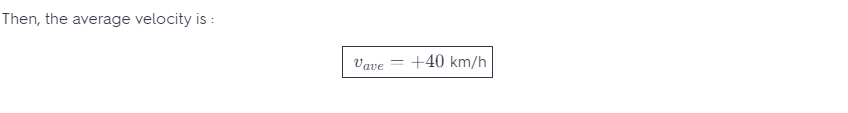 Then, the average velocity is :
v_ave = +40 km/h